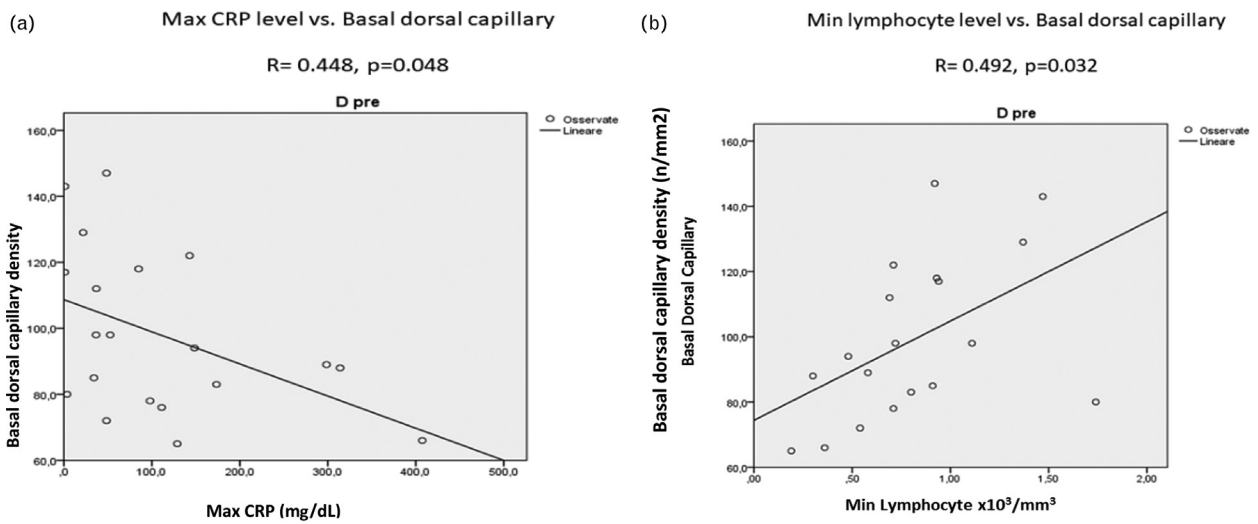 (a)
Max CRP level vs. Basal dorsal capillary
R= 0.448, p=0.048
D pre
Osservate
Lineare
Basal dorsal capillary density
160,0
140,0
120,0
100,0
80,0
60,0
,0
100,0
200,0
300,0
400,0
500,0
Max CRP (mg/dL)
(b)
Min lymphocyte level vs. Basal dorsal capillary
R= 0.492, p=0.032
D pre
Osservate
Lineare
Basal dorsal capillary density (n/mm2)
Basal Dorsal Capillary
160,0
140,0
120,0
100,0
80,0
60,0
,00
,50
1,00
1,50
2,00
Min Lymphocyte x10³/mm³